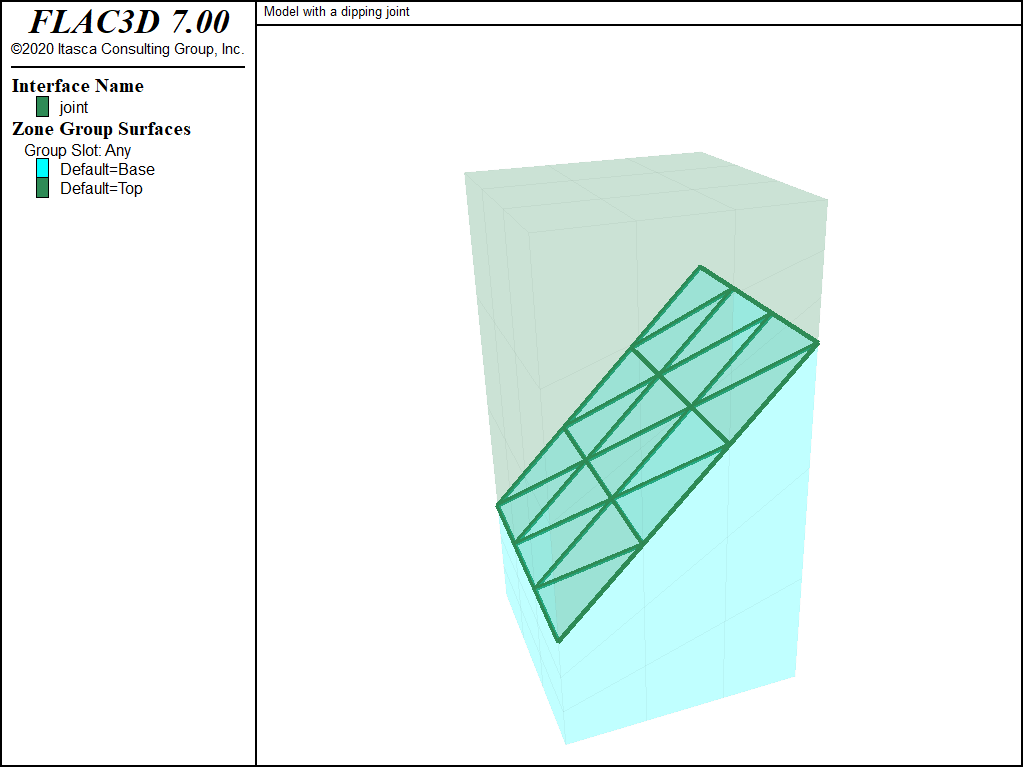 FLAC3D 7.00
©2020 Itasca Consulting Group, Inc.
Interface Name
joint
Zone Group Surfaces
Group Slot: Any
Default=Base
Default=Top
Model with a dipping joint